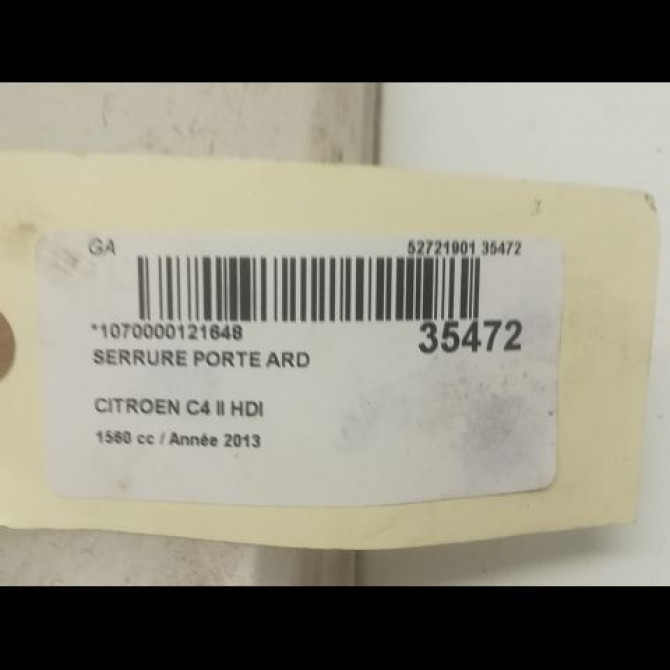 GA 52721901 35472
*1070000121648 35472
SERRURE PORTE ARD
CITROEN C4 II HDI
1560 cc / Année 2013